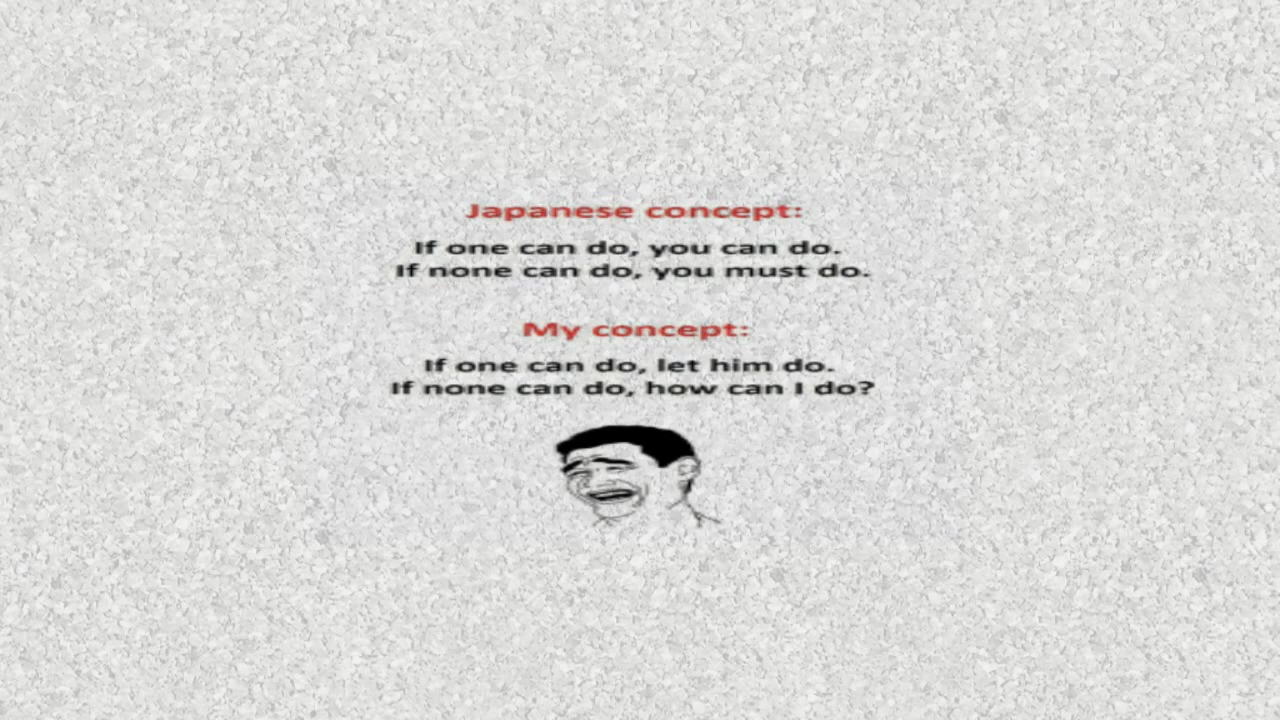 Japanese concept:
If one can do, you can do.
If none can do, you must do.
My concept:
If one can do, let him do.
If none can do, how can I do?